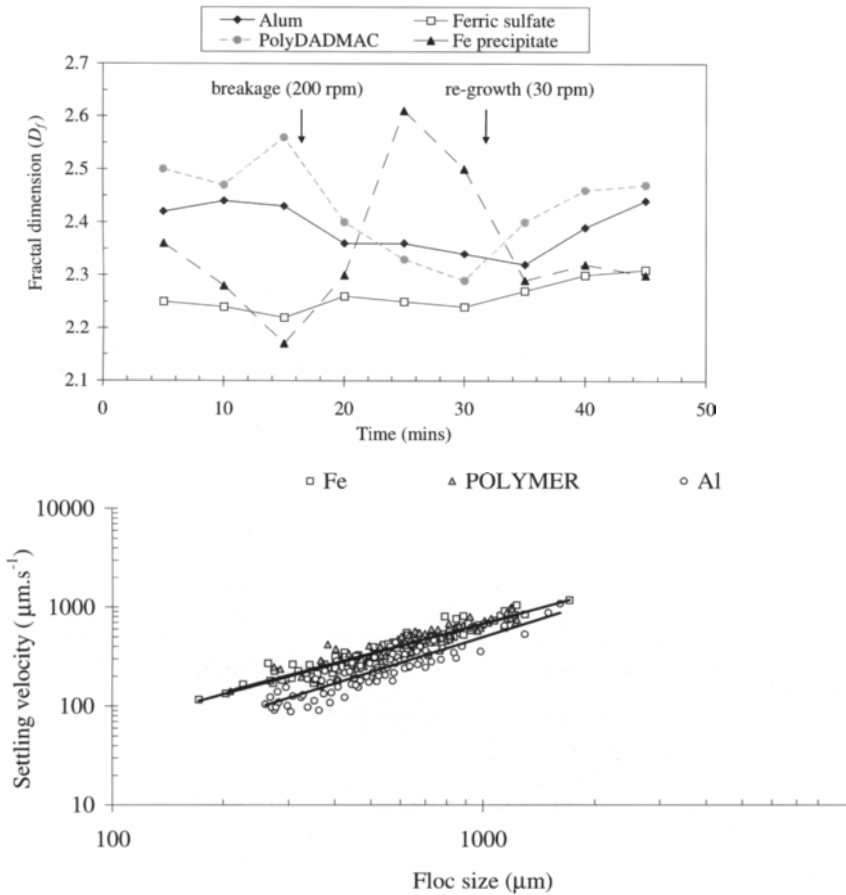 Alum Ferric sulfate
PolyDADMAC Fe precipitate
2.7
breakage (200 rpm) re-growth (30 rpm)
2.6
2.5
2.4
2.3
2.2
2.1
Fractal dimension (Df)
0 10 20 30 40 50
Time (mins)
Fe POLYMER Al
10000
1000
100
10
Settling velocity ( μm.s⁻¹)
100 1000
Floc size (μm)